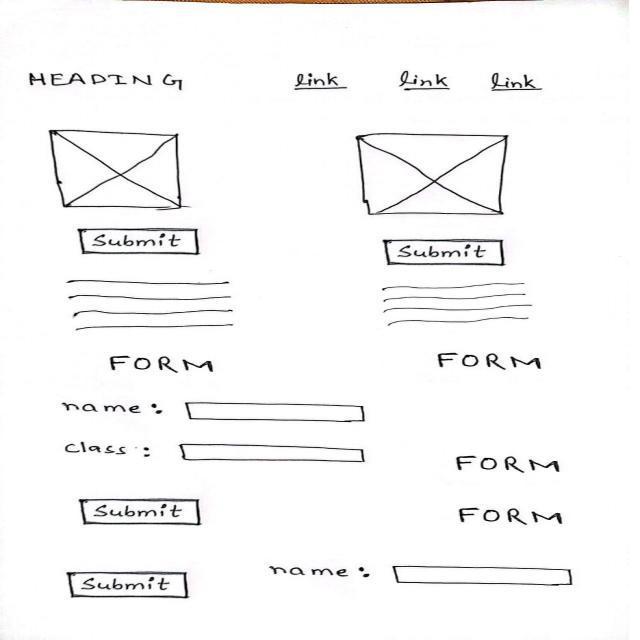 HEADING link link link
Submit Submit
FORM FORM
name :
class :
FORM
Submit FORM
name :
Submit